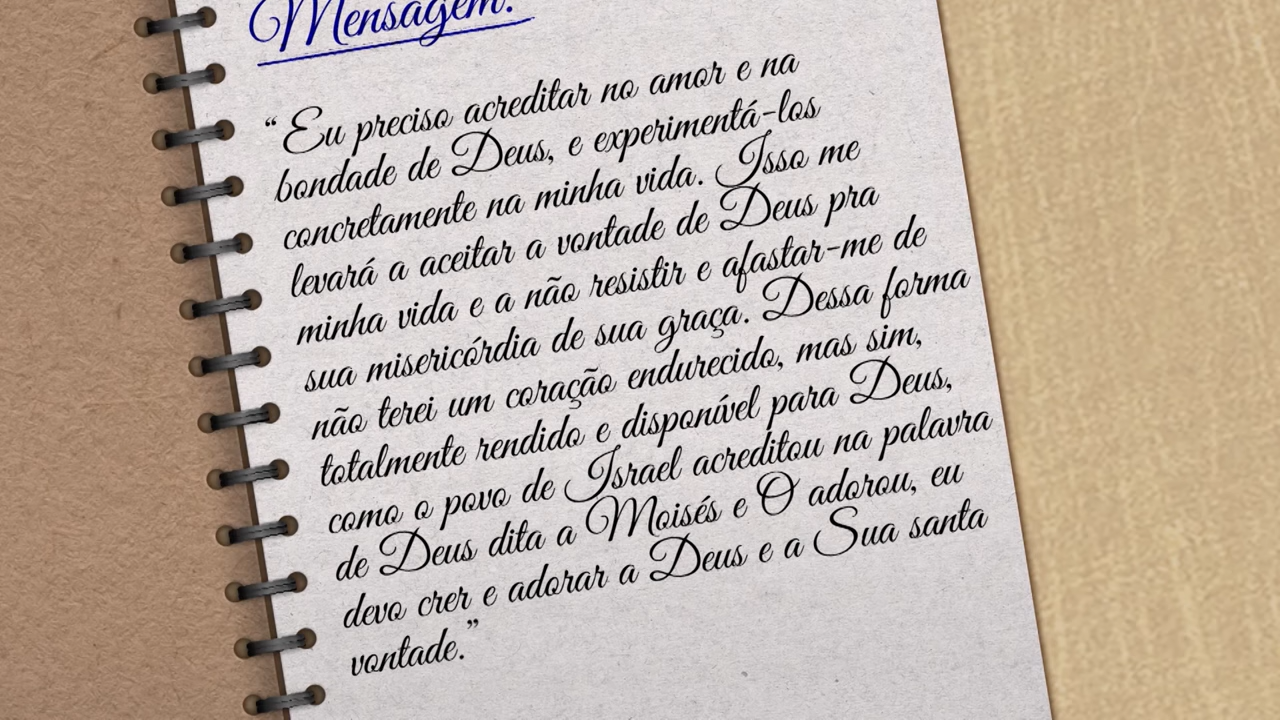 Mensagem:
“Eu preciso acreditar no amor e na
bondade de Deus, e experimentá-los
concretamente na minha vida. Isso me
levará a aceitar a vontade de Deus pra
minha vida e a não resistir e afastar-me de
sua misericórdia de sua graça. Dessa forma
não terei um coração endurecido, mas sim,
totalmente rendido e disponível para Deus,
como o povo de Israel acreditou na palavra
de Deus dita a Moisés e O adorou, eu
devo crer e adorar a Deus e a Sua santa
vontade.”